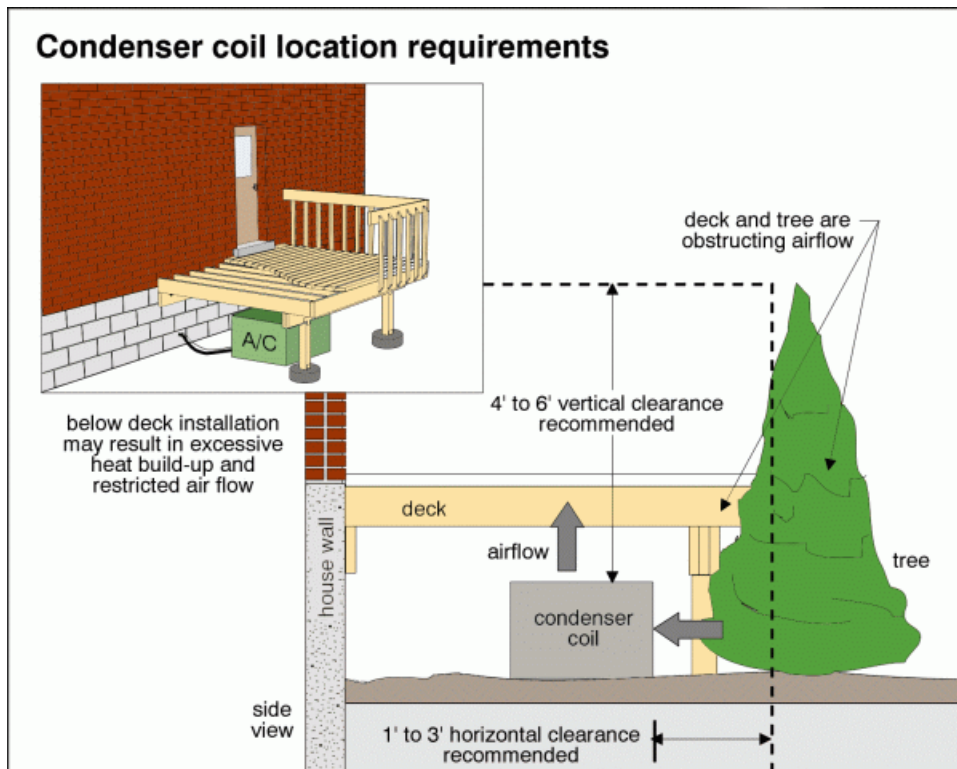 Condenser coil location requirements
A/C
deck and tree are
obstructing airflow
4' to 6' vertical clearance
recommended
below deck installation
may result in excessive
heat build-up and
restricted air flow
deck
airflow
house wall
tree
condenser
coil
side
view
1' to 3' horizontal clearance
recommended